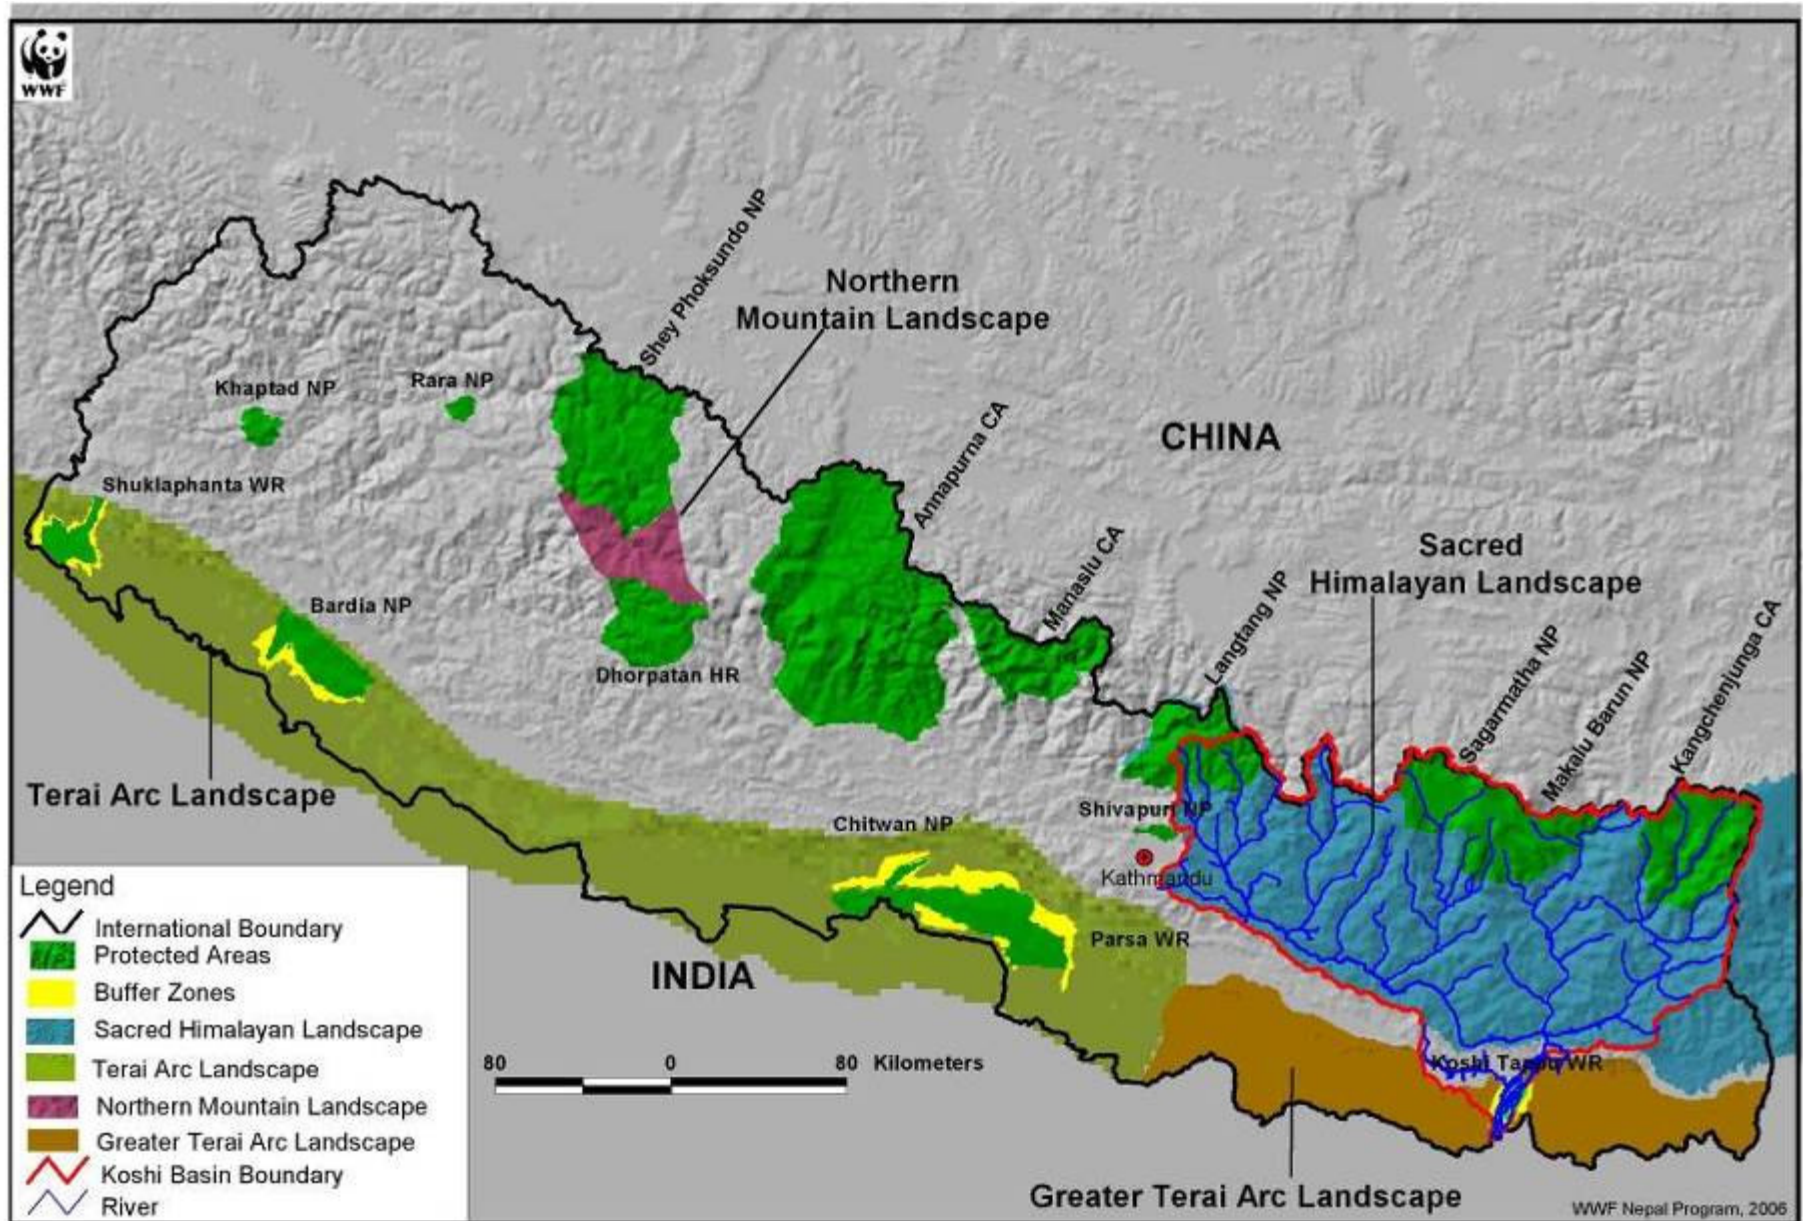 WWF
Shey Phoksundo NP
Northern
Mountain Landscape
Khaptad NP
Rara NP
Annapurna CA
CHINA
Shuklaphanta WR
Manaslu CA
Sacred
Himalayan Landscape
Langtang NP
Bardia NP
Sagarmatha NP
Makalu Barun NP
Kangchenjunga CA
Dhorpatan HR
Terai Arc Landscape
Shivapuri NP
Chitwan NP
Kathmandu
Parsa WR
INDIA
Koshi Tappu WR
80 0 80 Kilometers
Greater Terai Arc Landscape
Legend
International Boundary
Protected Areas
Buffer Zones
Sacred Himalayan Landscape
Terai Arc Landscape
Northern Mountain Landscape
Greater Terai Arc Landscape
Koshi Basin Boundary
River
WWF Nepal Program, 2006